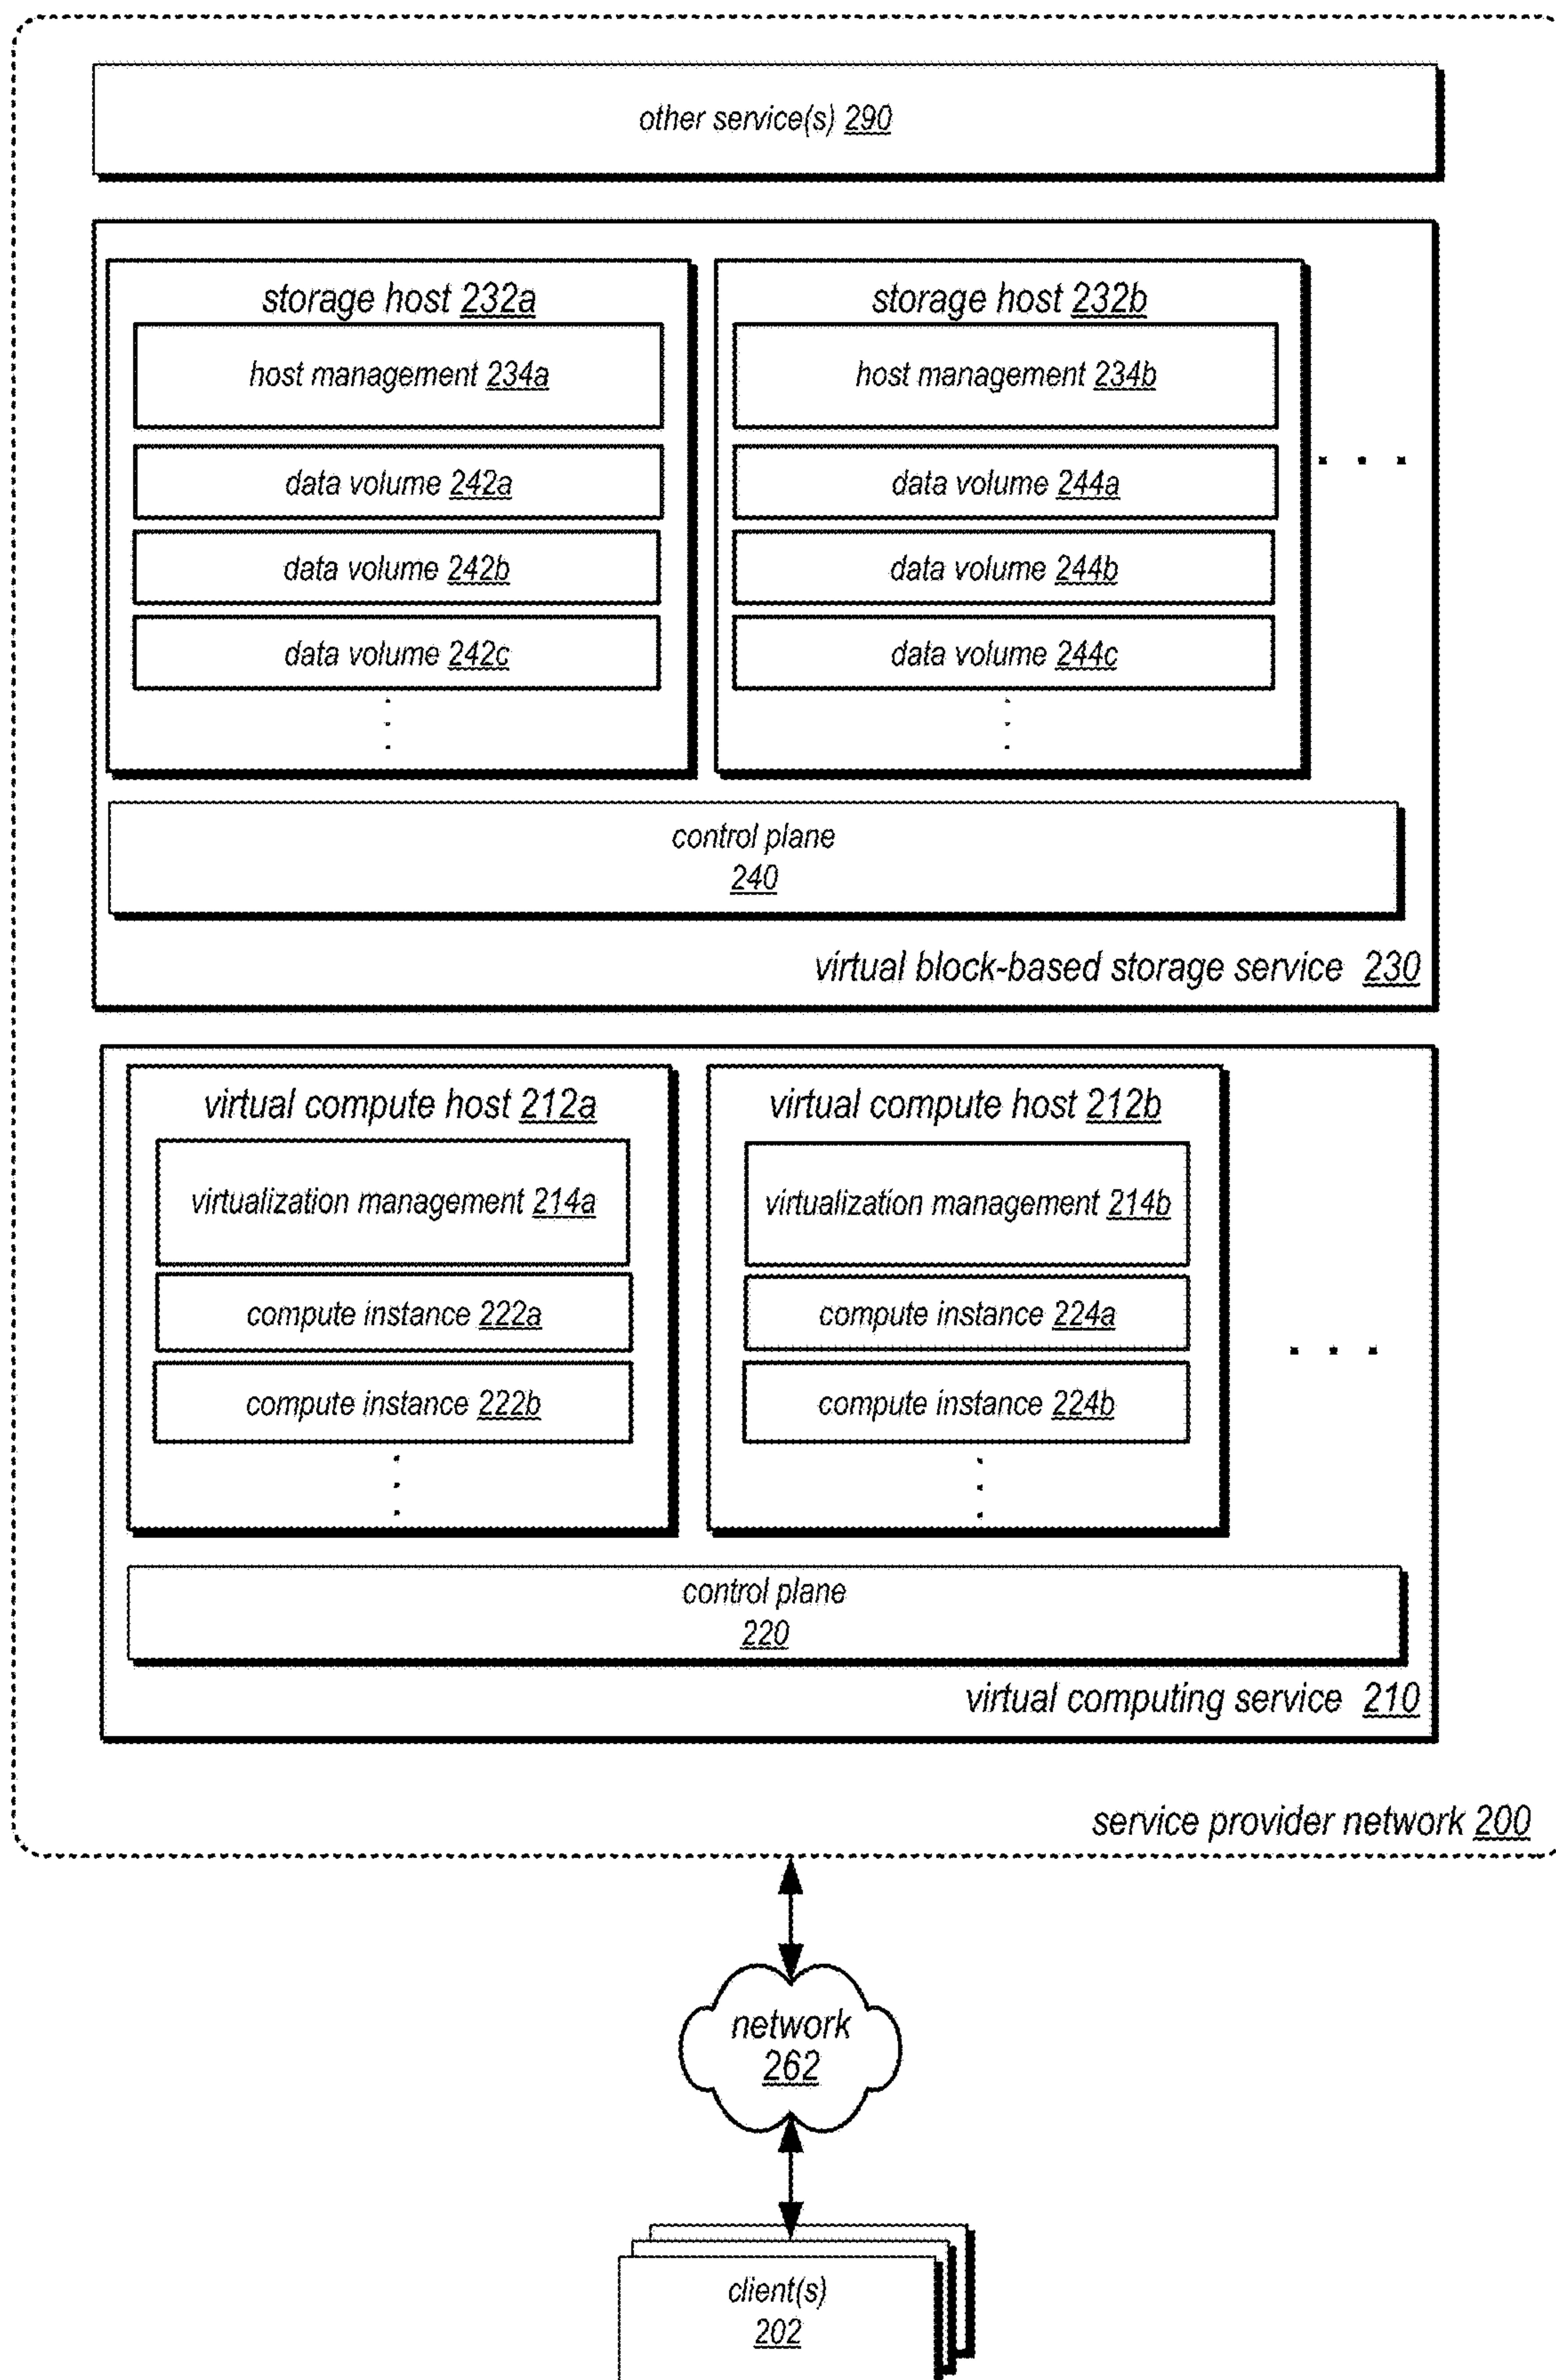 other service(s) 290
storage host 232a
host management 234a
data volume 242a
data volume 242b
data volume 242c
storage host 232b
host management 234b
data volume 244a
data volume 244b
data volume 244c
control plane
240
virtual block-based storage service 230
virtual compute host 212a
virtualization management 214a
compute instance 222a
compute instance 222b
virtual compute host 212b
virtualization management 214b
compute instance 224a
compute instance 224b
control plane
220
virtual computing service 210
service provider network 200
network
262
client(s)
202